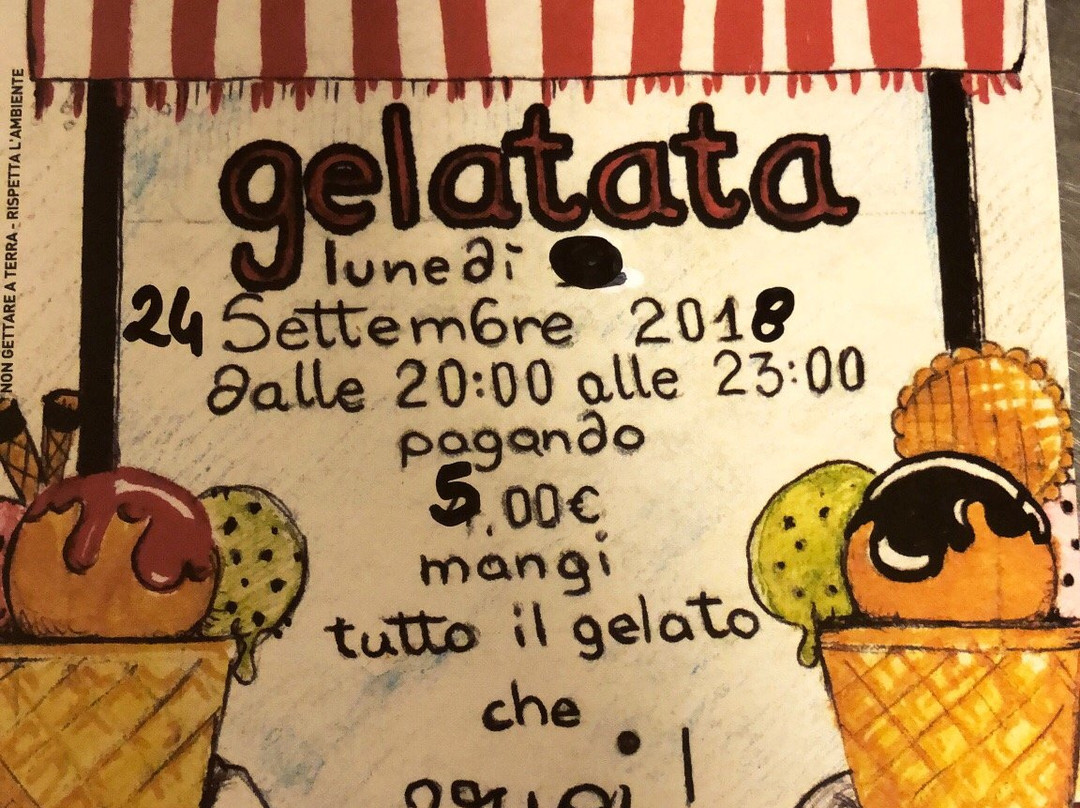 NON GETTARE A TERRA - RISPETTA L'AMBIENTE
gelatata
lunedì
24 Settembre 2018
dalle 20:00 alle 23:00
pagando
5,00€
mangi
tutto il gelato
che